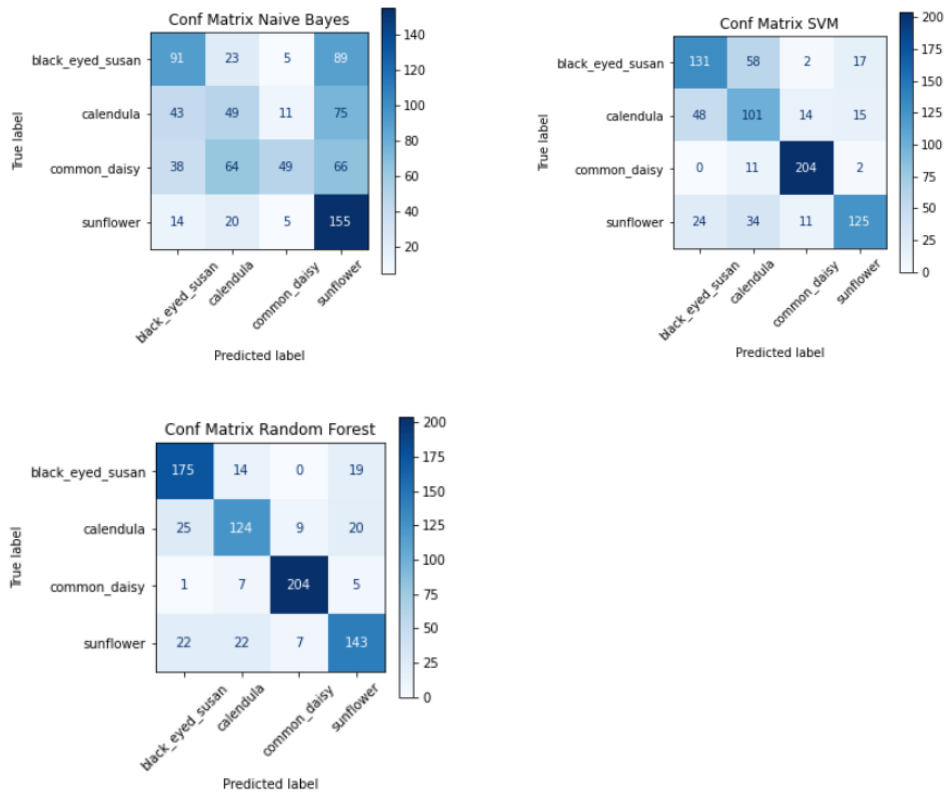 Conf Matrix Naive Bayes
True label
black_eyed_susan 91 23 5 89
calendula 43 49 11 75
common_daisy 38 64 49 66
sunflower 14 20 5 155
black_eyed_susan calendula common_daisy sunflower
Predicted label
140
120
100
80
60
40
20
Conf Matrix SVM
True label
black_eyed_susan 131 58 2 17
calendula 48 101 14 15
common_daisy 0 11 204 2
sunflower 24 34 11 125
black_eyed_susan calendula common_daisy sunflower
Predicted label
200
175
150
125
100
75
50
25
0
Conf Matrix Random Forest
True label
black_eyed_susan 175 14 0 19
calendula 25 124 9 20
common_daisy 1 7 204 5
sunflower 22 22 7 143
black_eyed_susan calendula common_daisy sunflower
Predicted label
200
175
150
125
100
75
50
25
0